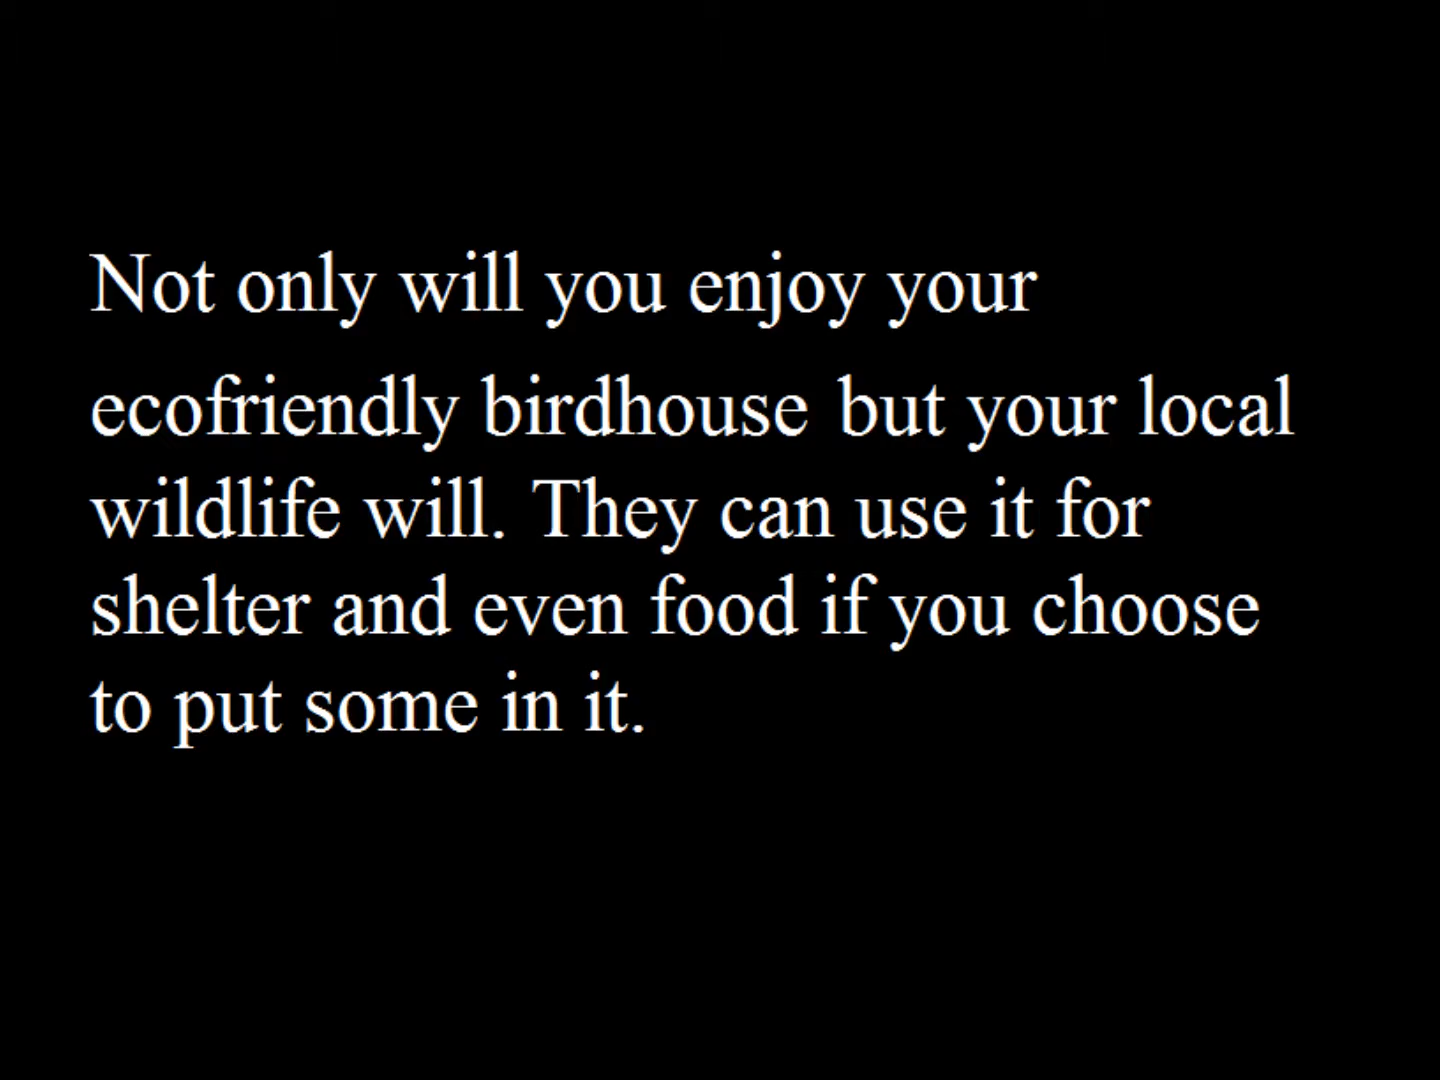 Not only will you enjoy your
ecofriendly birdhouse but your local
wildlife will. They can use it for
shelter and even food if you choose
to put some in it.